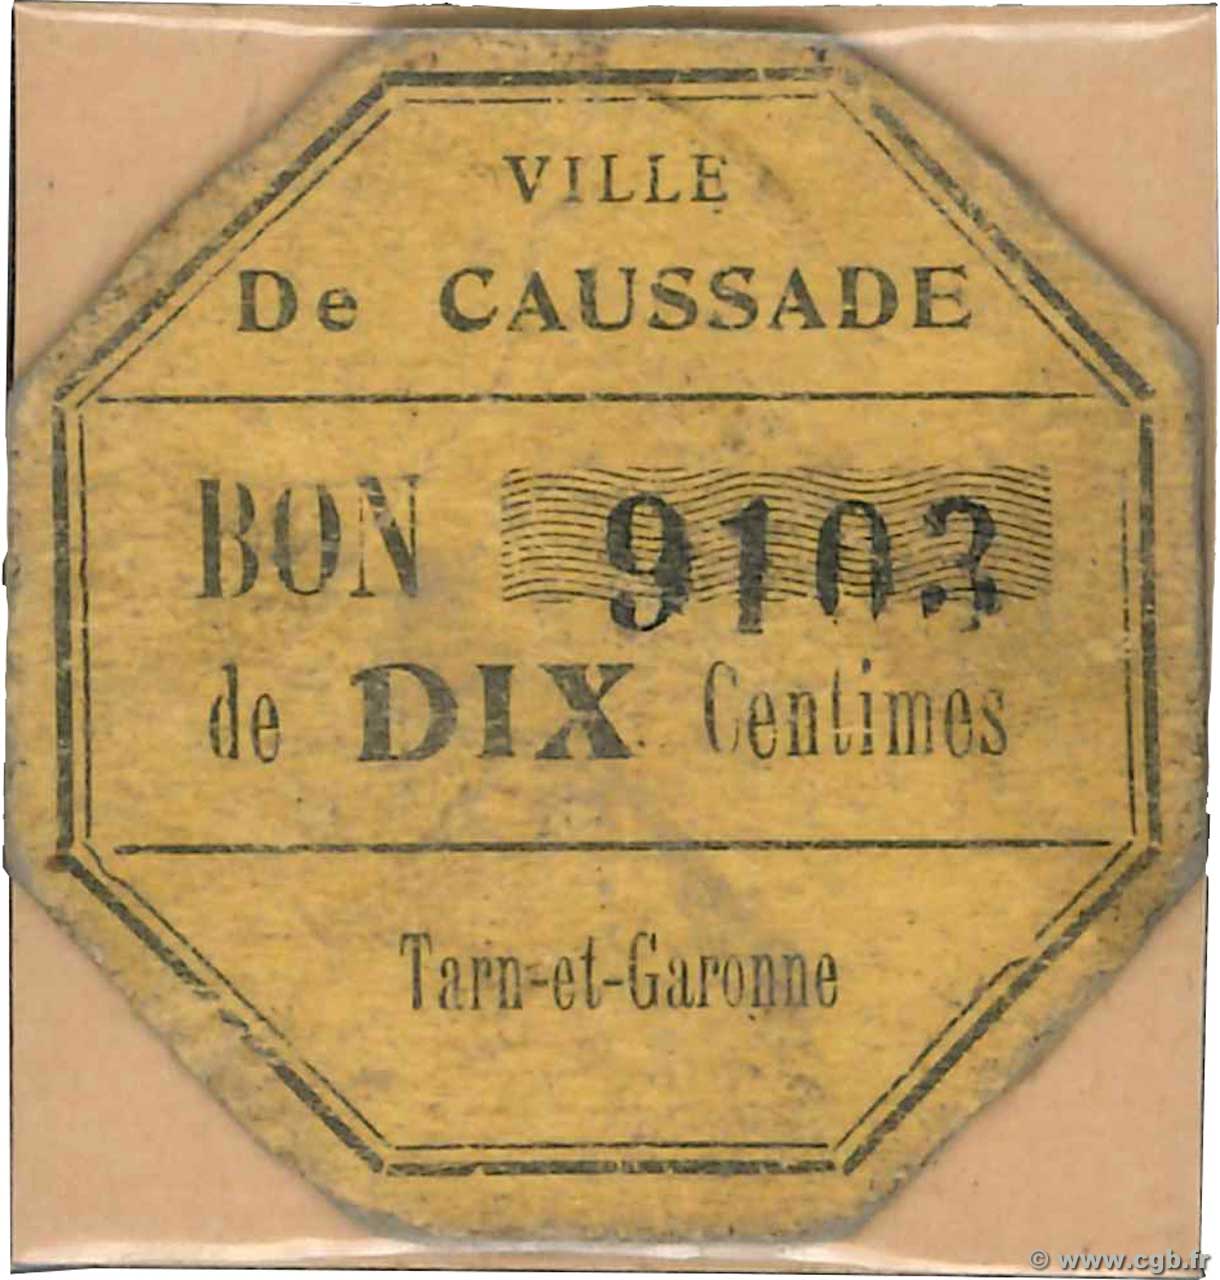 VILLE
De CAUSSADE
BON 9103
de DIX Centimes
Tarn-et-Garonne
© www.cgb.fr